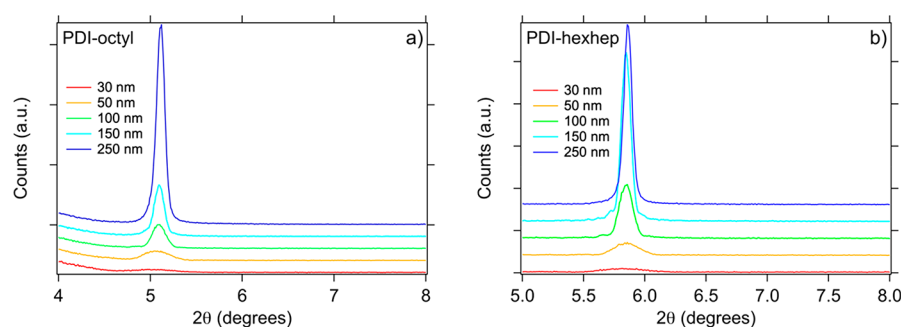 PDI-octyl
a)
30 nm
50 nm
100 nm
150 nm
250 nm
Counts (a.u.)
4
5
6
7
8
2θ (degrees)
PDI-hexhep
b)
30 nm
50 nm
100 nm
150 nm
250 nm
Counts (a.u.)
5.0
5.5
6.0
6.5
7.0
7.5
8.0
2θ (degrees)